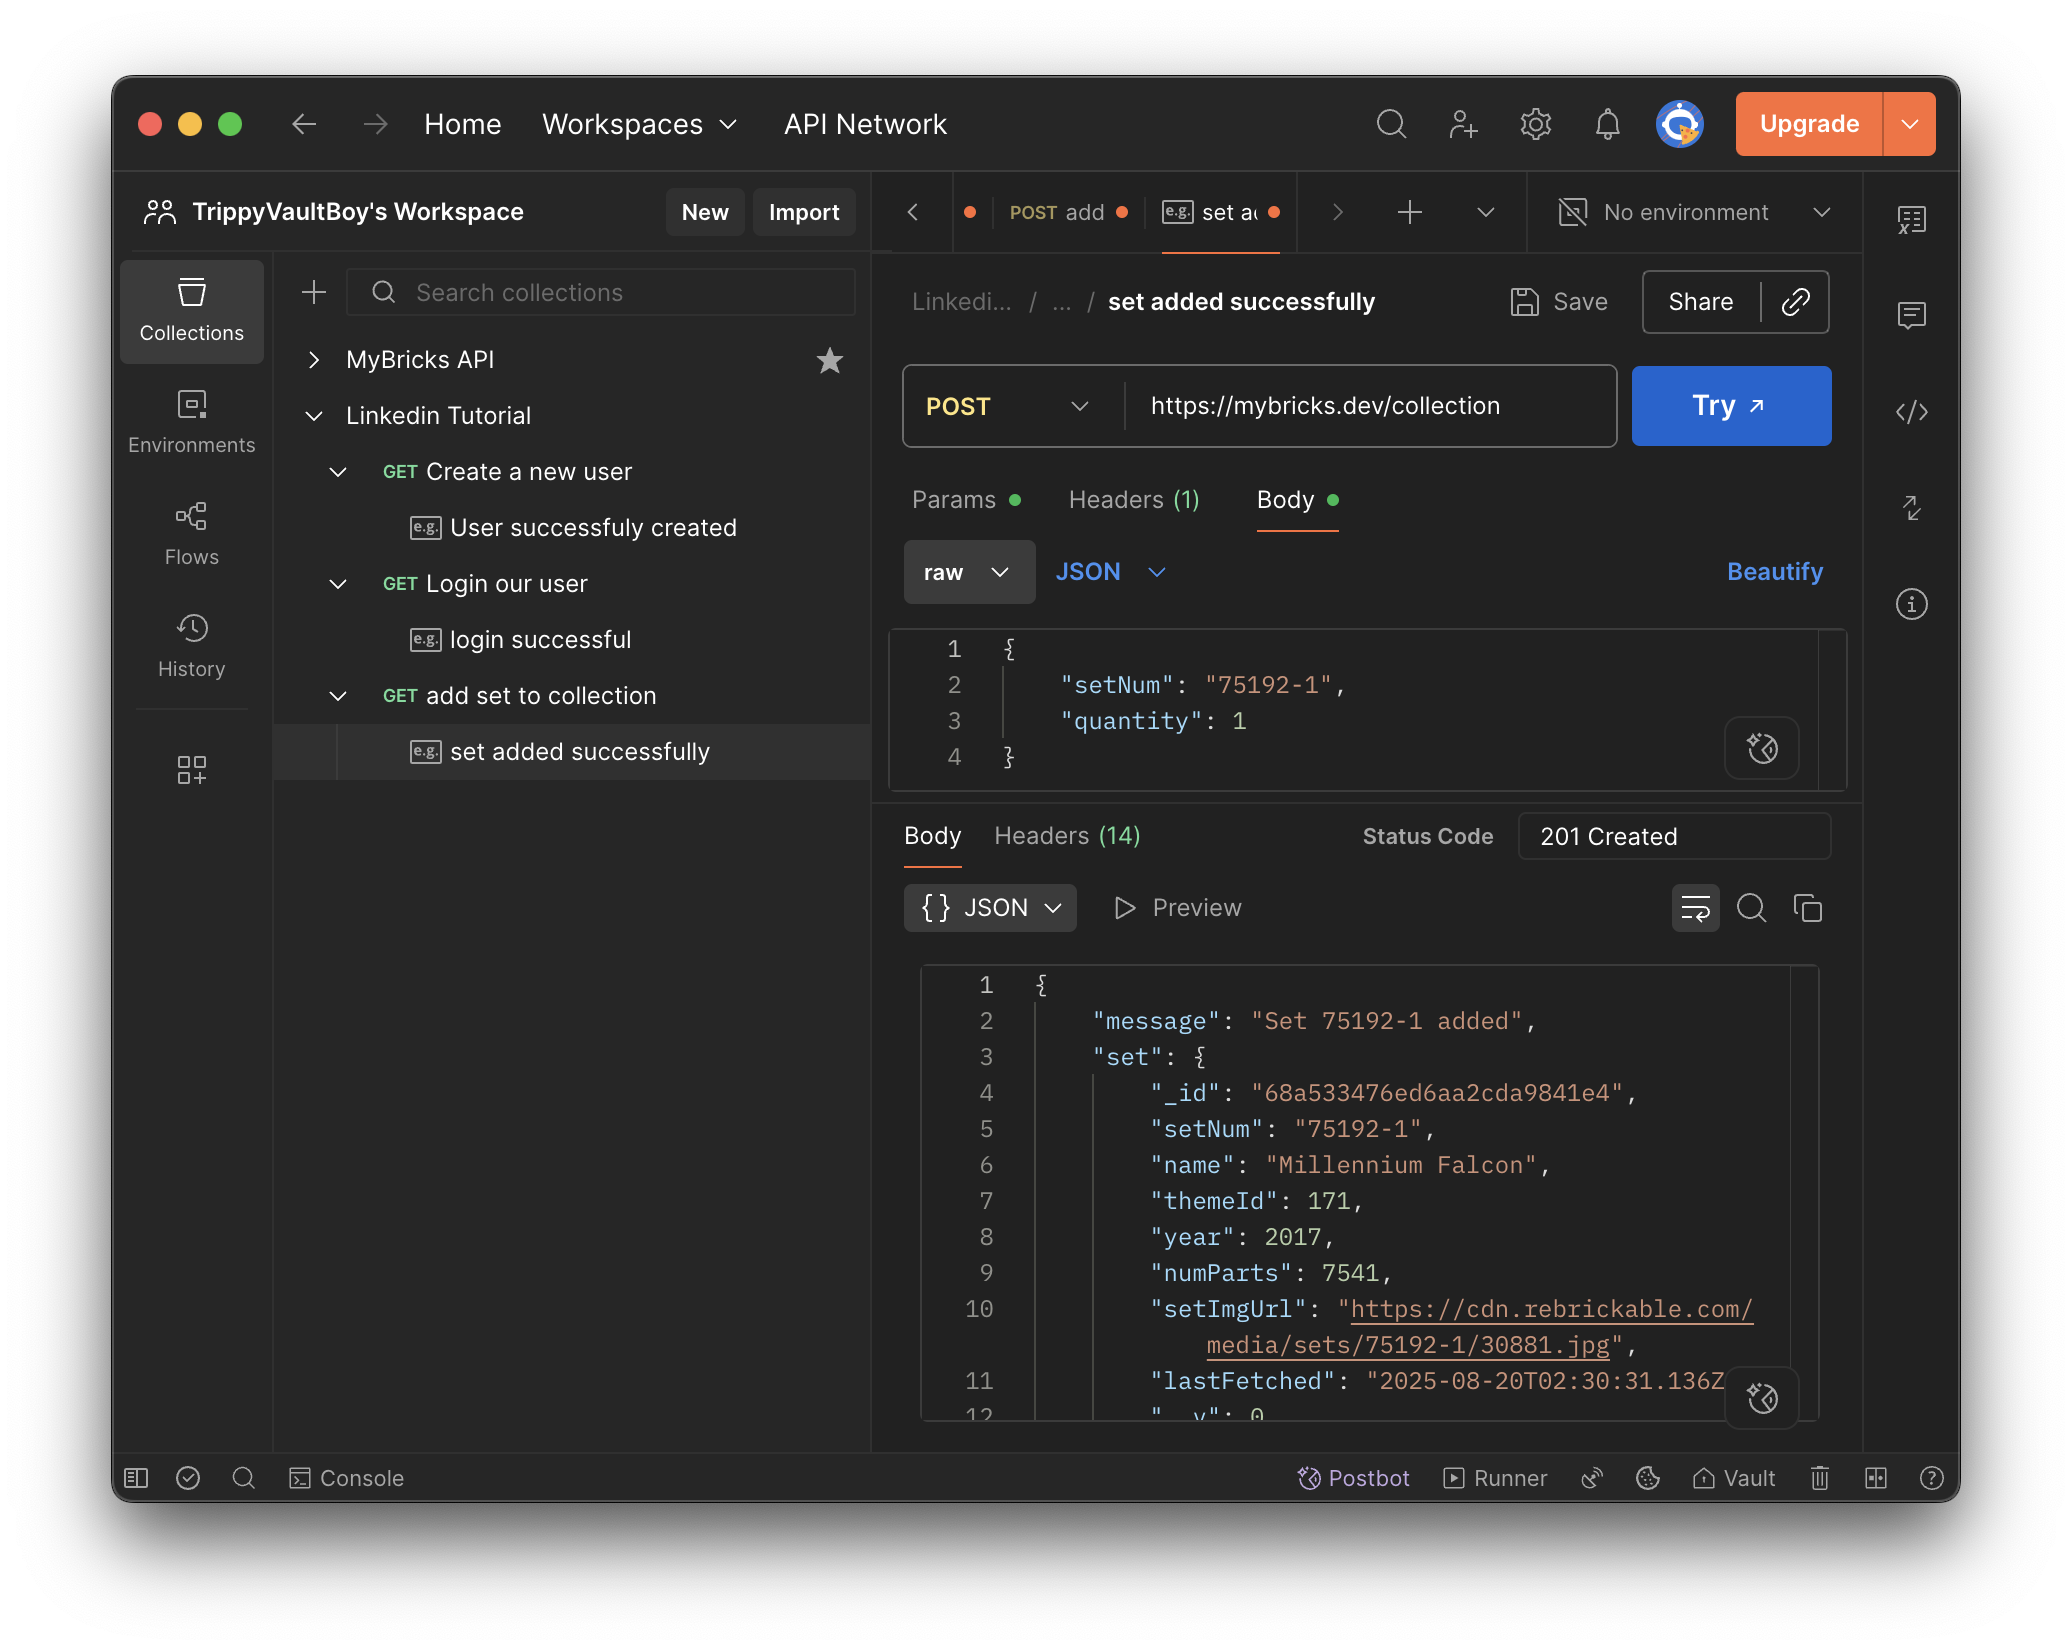 Home
Workspaces
API Network
Upgrade
TrippyVaultBoy's Workspace
New
Import
POST add
e.g. set a
No environment
Collections
Environments
Flows
History
Search collections
MyBricks API
Linkedin Tutorial
GET Create a new user
e.g. User successfuly created
GET Login our user
e.g. login successful
GET add set to collection
e.g. set added successfully
Linkedi... / ... / set added successfully
Save
Share
POST
https://mybricks.dev/collection
Try
Params
Headers (1)
Body
raw
JSON
Beautify
1 {
2 "setNum": "75192-1",
3 "quantity": 1
4 }
Body
Headers (14)
Status Code
201 Created
{} JSON
Preview
1 {
2 "message": "Set 75192-1 added",
3 "set": {
4 "_id": "68a533476ed6aa2cda9841e4",
5 "setNum": "75192-1",
6 "name": "Millennium Falcon",
7 "themeId": 171,
8 "year": 2017,
9 "numParts": 7541,
10 "setImgUrl": "https://cdn.rebrickable.com/
media/sets/75192-1/30881.jpg",
11 "lastFetched": "2025-08-20T02:30:31.136Z
12 "__v": 0
Console
Postbot
Runner
Vault